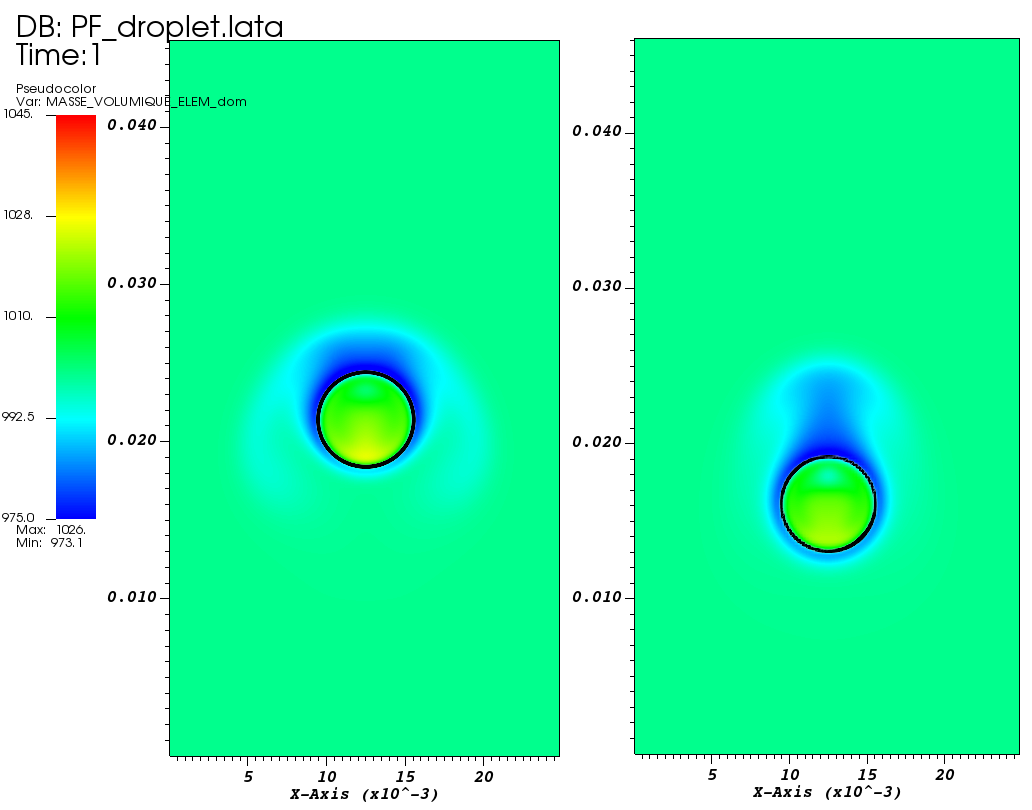 DB: PF_droplet.lata
Time:1
Pseudocolor
Var: MASSE_VOLUMIQUE_ELEM_dom
1045.
1028.
1010.
992.5
975.0
Max: 1026.
Min: 973.1
0.040
0.030
0.020
0.010
5 10 15 20
X-Axis (x10^-3)
0.040
0.030
0.020
0.010
5 10 15 20
X-Axis (x10^-3)